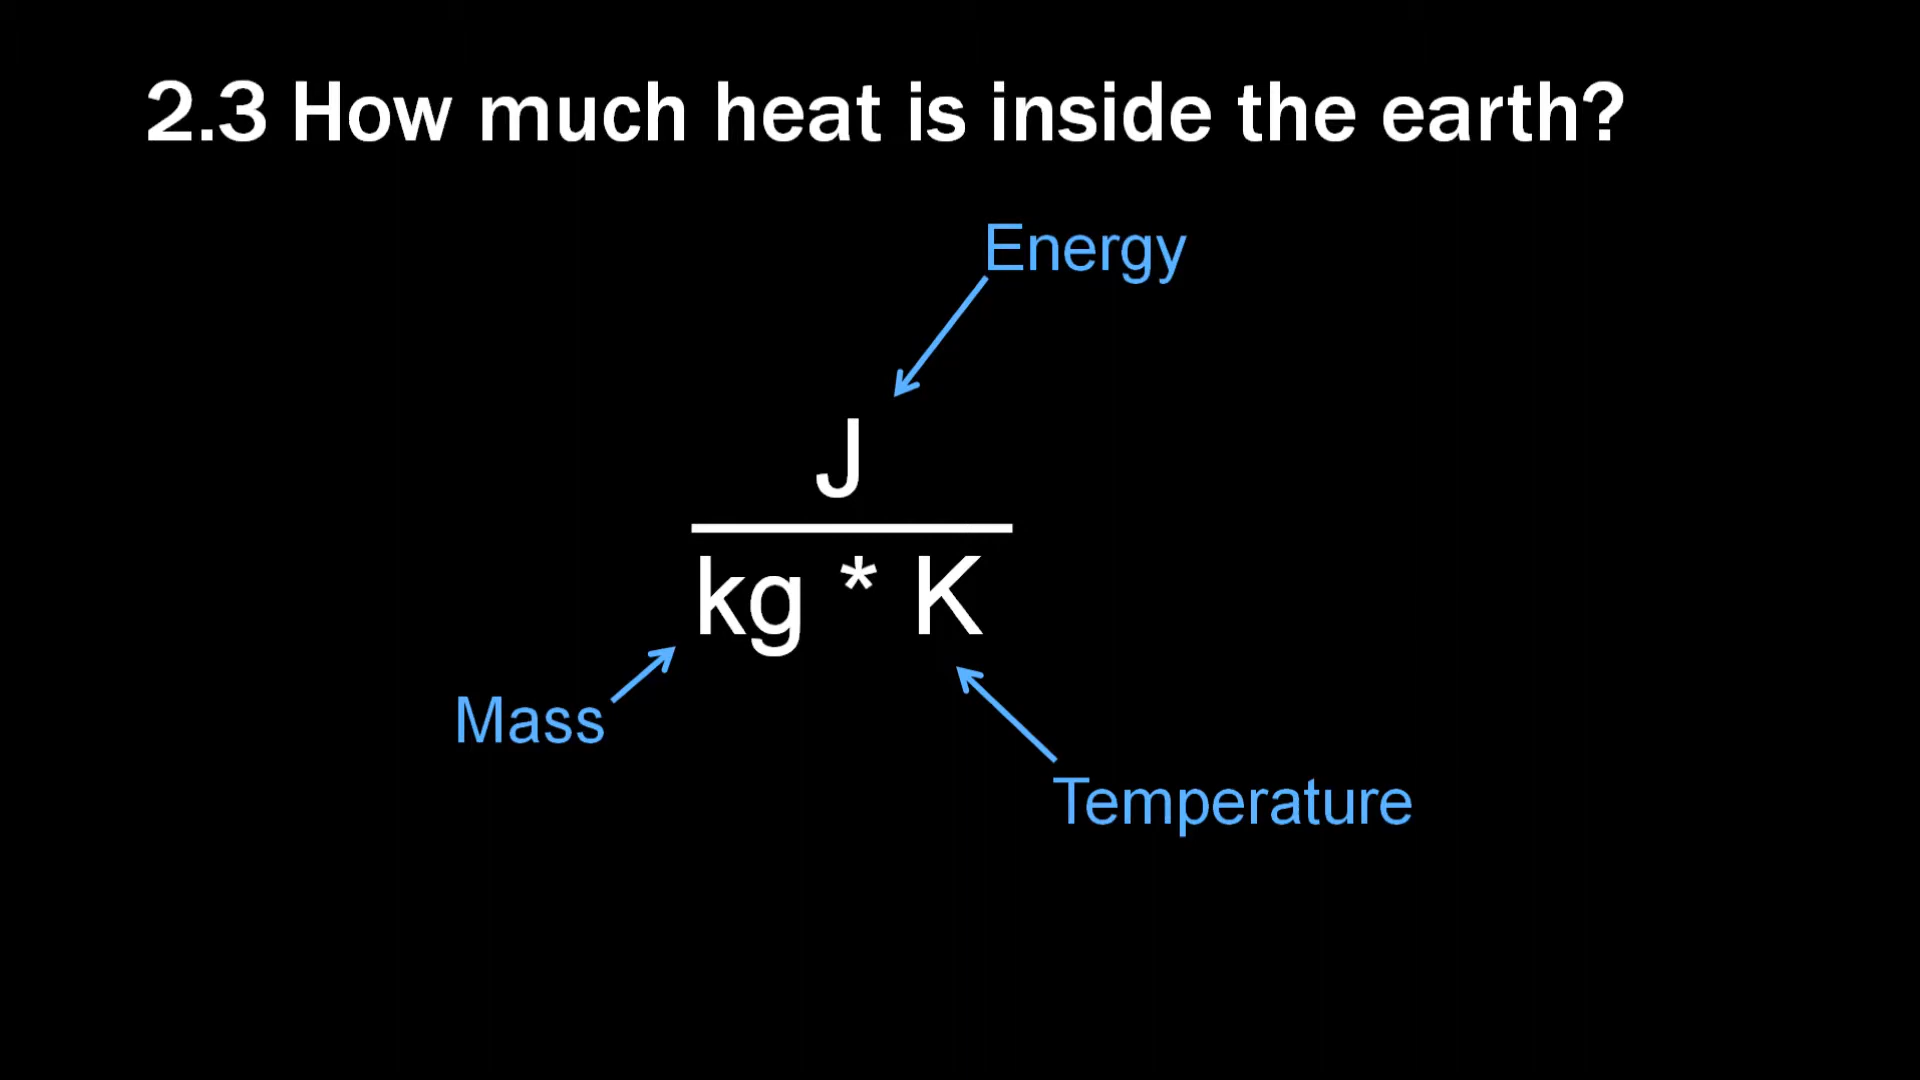 2.3 How much heat is inside the earth?
Energy
J
kg * K
Mass
Temperature